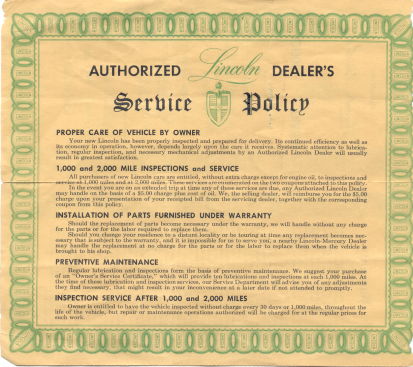 AUTHORIZED Lincoln DEALER'S
Service Policy
PROPER CARE OF VEHICLE BY OWNER
Your new Lincoln has been properly inspected and prepared for delivery. Its continued efficiency as well as
its economy in operation, however, depends largely upon the care it receives. Systematic attention to lubrica-
tion, regular inspection, and necessary mechanical adjustments by an Authorized Lincoln Dealer will usually
result in greatest satisfaction.
1,000 and 2,000 MILE INSPECTIONS and SERVICE
All purchasers of new Lincoln cars are entitled, without extra charge except for engine oil, to inspections and
service at 1,000 miles and at 2,000 miles. These services are enumerated on the two coupons attached to this policy.
In the event you are on an extended trip at time any of these services are due, any Authorized Lincoln Dealer
may handle on the basis of a $5.00 charge plus cost of oil. We, the selling dealer, will reimburse you for the $5.00
charge upon your presentation of your receipted bill from the servicing dealer, together with the corresponding
coupon from this policy.
INSTALLATION OF PARTS FURNISHED UNDER WARRANTY
Should the replacement of parts become necessary under the warranty, we will handle without any charge
for the parts or the labor required to replace them.
Should you change your residence to a distant locality or be touring at time any replacement becomes neces-
sary that is subject to the warranty, and it is impossible for us to serve you, a nearby Lincoln-Mercury Dealer
may handle the replacement at no charge for the parts or for the labor to replace them when the vehicle is
brought to his shop.
PREVENTIVE MAINTENANCE
Regular lubrication and inspections form the basis of preventive maintenance. We suggest your purchase
of an "Owner's Service Certificate," which will provide ten lubrications and inspections at each 1,000 miles. At
the time of these lubrication and inspection services, our Service Department will advise you of any adjustments
they find necessary, that might result in your inconvenience at a later date if not attended to promptly.
INSPECTION SERVICE AFTER 1,000 and 2,000 MILES
Owner is entitled to have the vehicle inspected without charge every 30 days or 1,000 miles, throughout the
life of the vehicle, but repair or maintenance operations authorized will be charged for at the regular prices for
such work.